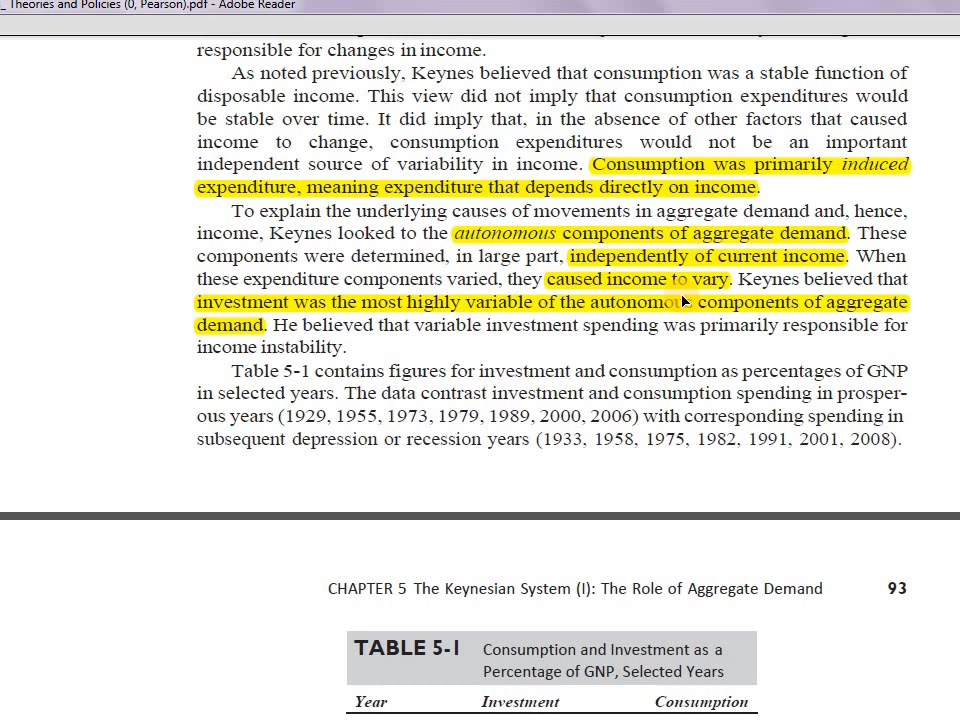 _ Theories and Policies (0, Pearson).pdf - Adobe Reader
responsible for changes in income.
As noted previously, Keynes believed that consumption was a stable function of
disposable income. This view did not imply that consumption expenditures would
be stable over time. It did imply that, in the absence of other factors that caused
income to change, consumption expenditures would not be an important
independent source of variability in income. Consumption was primarily induced
expenditure, meaning expenditure that depends directly on income.
To explain the underlying causes of movements in aggregate demand and, hence,
income, Keynes looked to the autonomous components of aggregate demand. These
components were determined, in large part, independently of current income. When
these expenditure components varied, they caused income to vary. Keynes believed that
investment was the most highly variable of the autonomous components of aggregate
demand. He believed that variable investment spending was primarily responsible for
income instability.
Table 5-1 contains figures for investment and consumption as percentages of GNP
in selected years. The data contrast investment and consumption spending in prosper-
ous years (1929, 1955, 1973, 1979, 1989, 2000, 2006) with corresponding spending in
subsequent depression or recession years (1933, 1958, 1975, 1982, 1991, 2001, 2008).
CHAPTER 5 The Keynesian System (I): The Role of Aggregate Demand 93
TABLE 5-1 Consumption and Investment as a
Percentage of GNP, Selected Years
Year Investment Consumption